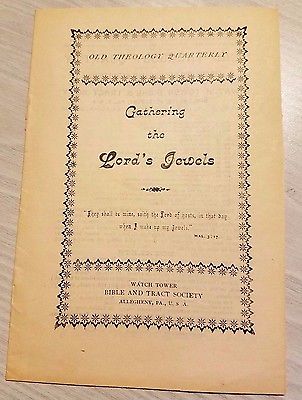 OLD THEOLOGY QUARTERLY
Gathering
the
Lord's Jewels
"They shall be mine, saith the Lord of hosts, in that day
when I make up my Jewels."
MAL. 3:17.
WATCH TOWER
BIBLE AND TRACT SOCIETY
ALLEGHENY, PA., U. S. A.